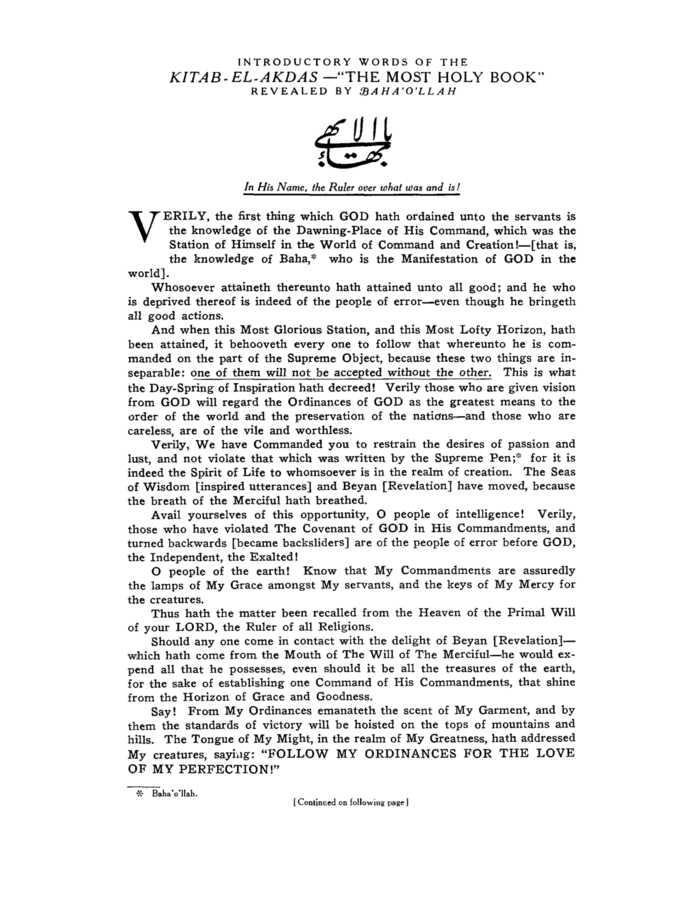 INTRODUCTORY WORDS OF THE
KITAB-EL-AKDAS —"THE MOST HOLY BOOK"
REVEALED BY BAHA'O'LLAH
In His Name, the Ruler over what was and is!
VERILY, the first thing which GOD hath ordained unto the servants is
the knowledge of the Dawning-Place of His Command, which was the
Station of Himself in the World of Command and Creation!—[that is,
the knowledge of Baha,* who is the Manifestation of GOD in the
world].
Whosoever attaineth thereunto hath attained unto all good; and he who
is deprived thereof is indeed of the people of error—even though he bringeth
all good actions.
And when this Most Glorious Station, and this Most Lofty Horizon, hath
been attained, it behooveth every one to follow that whereunto he is com-
manded on the part of the Supreme Object, because these two things are in-
separable: one of them will not be accepted without the other. This is what
the Day-Spring of Inspiration hath decreed! Verily those who are given vision
from GOD will regard the Ordinances of GOD as the greatest means to the
order of the world and the preservation of the nations—and those who are
careless, are of the vile and worthless.
Verily, We have Commanded you to restrain the desires of passion and
lust, and not violate that which was written by the Supreme Pen;* for it is
indeed the Spirit of Life to whomsoever is in the realm of creation. The Seas
of Wisdom [inspired utterances] and Beyan [Revelation] have moved, because
the breath of the Merciful hath breathed.
Avail yourselves of this opportunity, O people of intelligence! Verily,
those who have violated The Covenant of GOD in His Commandments, and
turned backwards [became backsliders] are of the people of error before GOD,
the Independent, the Exalted!
O people of the earth! Know that My Commandments are assuredly
the lamps of My Grace amongst My servants, and the keys of My Mercy for
the creatures.
Thus hath the matter been recalled from the Heaven of the Primal Will
of your LORD, the Ruler of all Religions.
Should any one come in contact with the delight of Beyan [Revelation]—
which hath come from the Mouth of The Will of The Merciful—he would ex-
pend all that he possesses, even should it be all the treasures of the earth,
for the sake of establishing one Command of His Commandments, that shine
from the Horizon of Grace and Goodness.
Say! From My Ordinances emanateth the scent of My Garment, and by
them the standards of victory will be hoisted on the tops of mountains and
hills. The Tongue of My Might, in the realm of My Greatness, hath addressed
My creatures, saying: "FOLLOW MY ORDINANCES FOR THE LOVE
OF MY PERFECTION!"
* Baha'o'llah.
[Continued on following page]